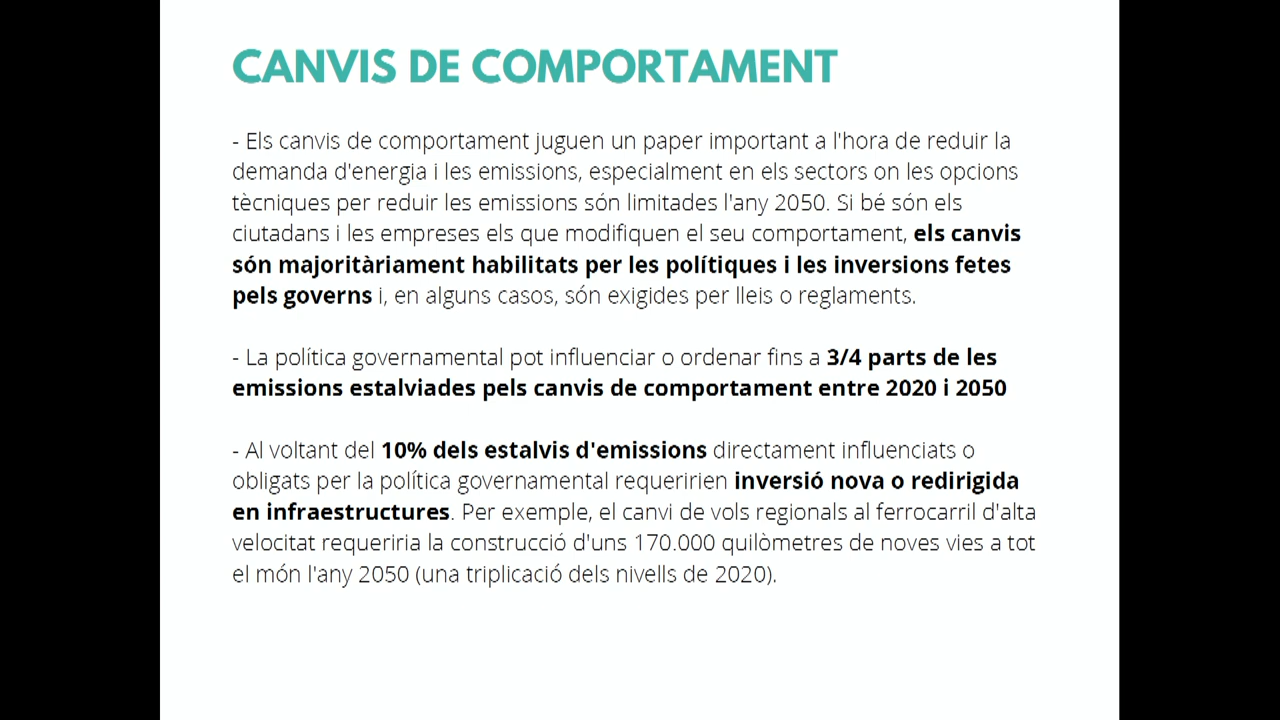 CANVIS DE COMPORTAMENT
- Els canvis de comportament juguen un paper important a l'hora de reduir la
demanda d'energia i les emissions, especialment en els sectors on les opcions
tècniques per reduir les emissions són limitades l'any 2050. Si bé són els
ciutadans i les empreses els que modifiquen el seu comportament, els canvis
són majoritàriament habilitats per les polítiques i les inversions fetes
pels governs i, en alguns casos, són exigides per lleis o reglaments.
- La política governamental pot influenciar o ordenar fins a 3/4 parts de les
emissions estalviades pels canvis de comportament entre 2020 i 2050
- Al voltant del 10% dels estalvis d'emissions directament influenciats o
obligats per la política governamental requeririen inversió nova o redirigida
en infraestructures. Per exemple, el canvi de vols regionals al ferrocarril d'alta
velocitat requeriria la construcció d'uns 170.000 quilòmetres de noves vies a tot
el món l'any 2050 (una triplicació dels nivells de 2020).